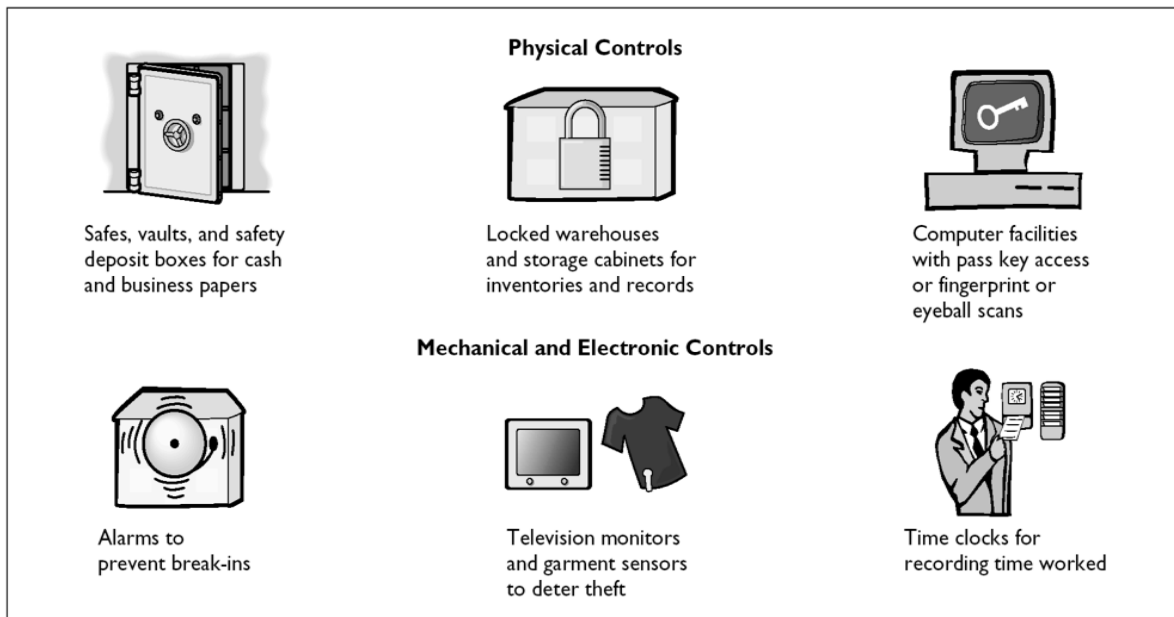 Physical Controls
Safes, vaults, and safety
deposit boxes for cash
and business papers
Locked warehouses
and storage cabinets for
inventories and records
Computer facilities
with pass key access
or fingerprint or
eyeball scans
Mechanical and Electronic Controls
Alarms to
prevent break-ins
Television monitors
and garment sensors
to deter theft
Time clocks for
recording time worked